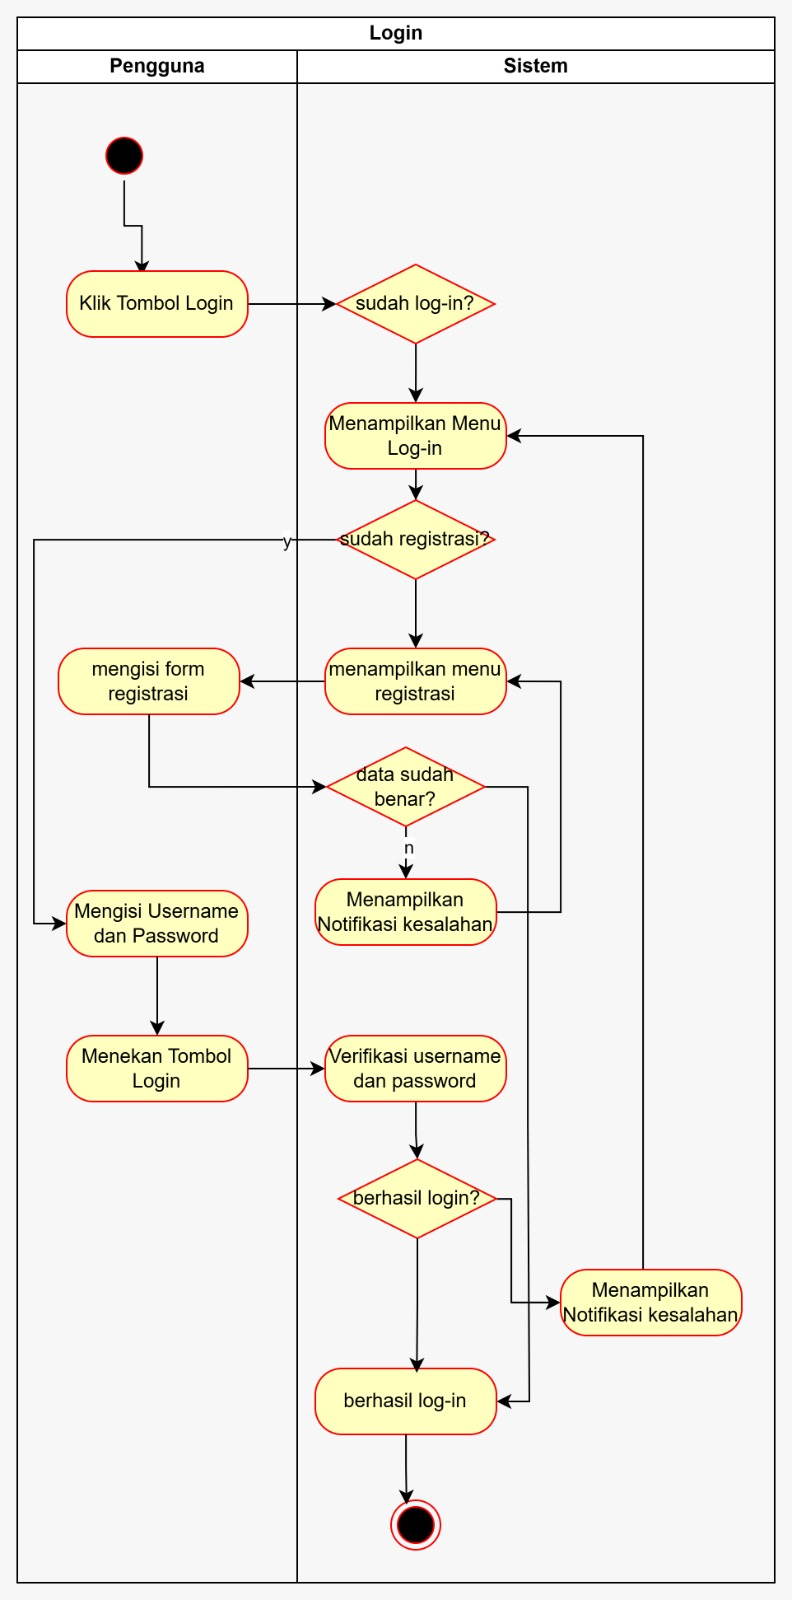 Login
Pengguna
Sistem
Klik Tombol Login
sudah log-in?
Menampilkan Menu
Log-in
y
sudah registrasi?
mengisi form
registrasi
menampilkan menu
registrasi
data sudah
benar?
n
Menampilkan
Notifikasi kesalahan
Mengisi Username
dan Password
Menekan Tombol
Login
Verifikasi username
dan password
berhasil login?
Menampilkan
Notifikasi kesalahan
berhasil log-in